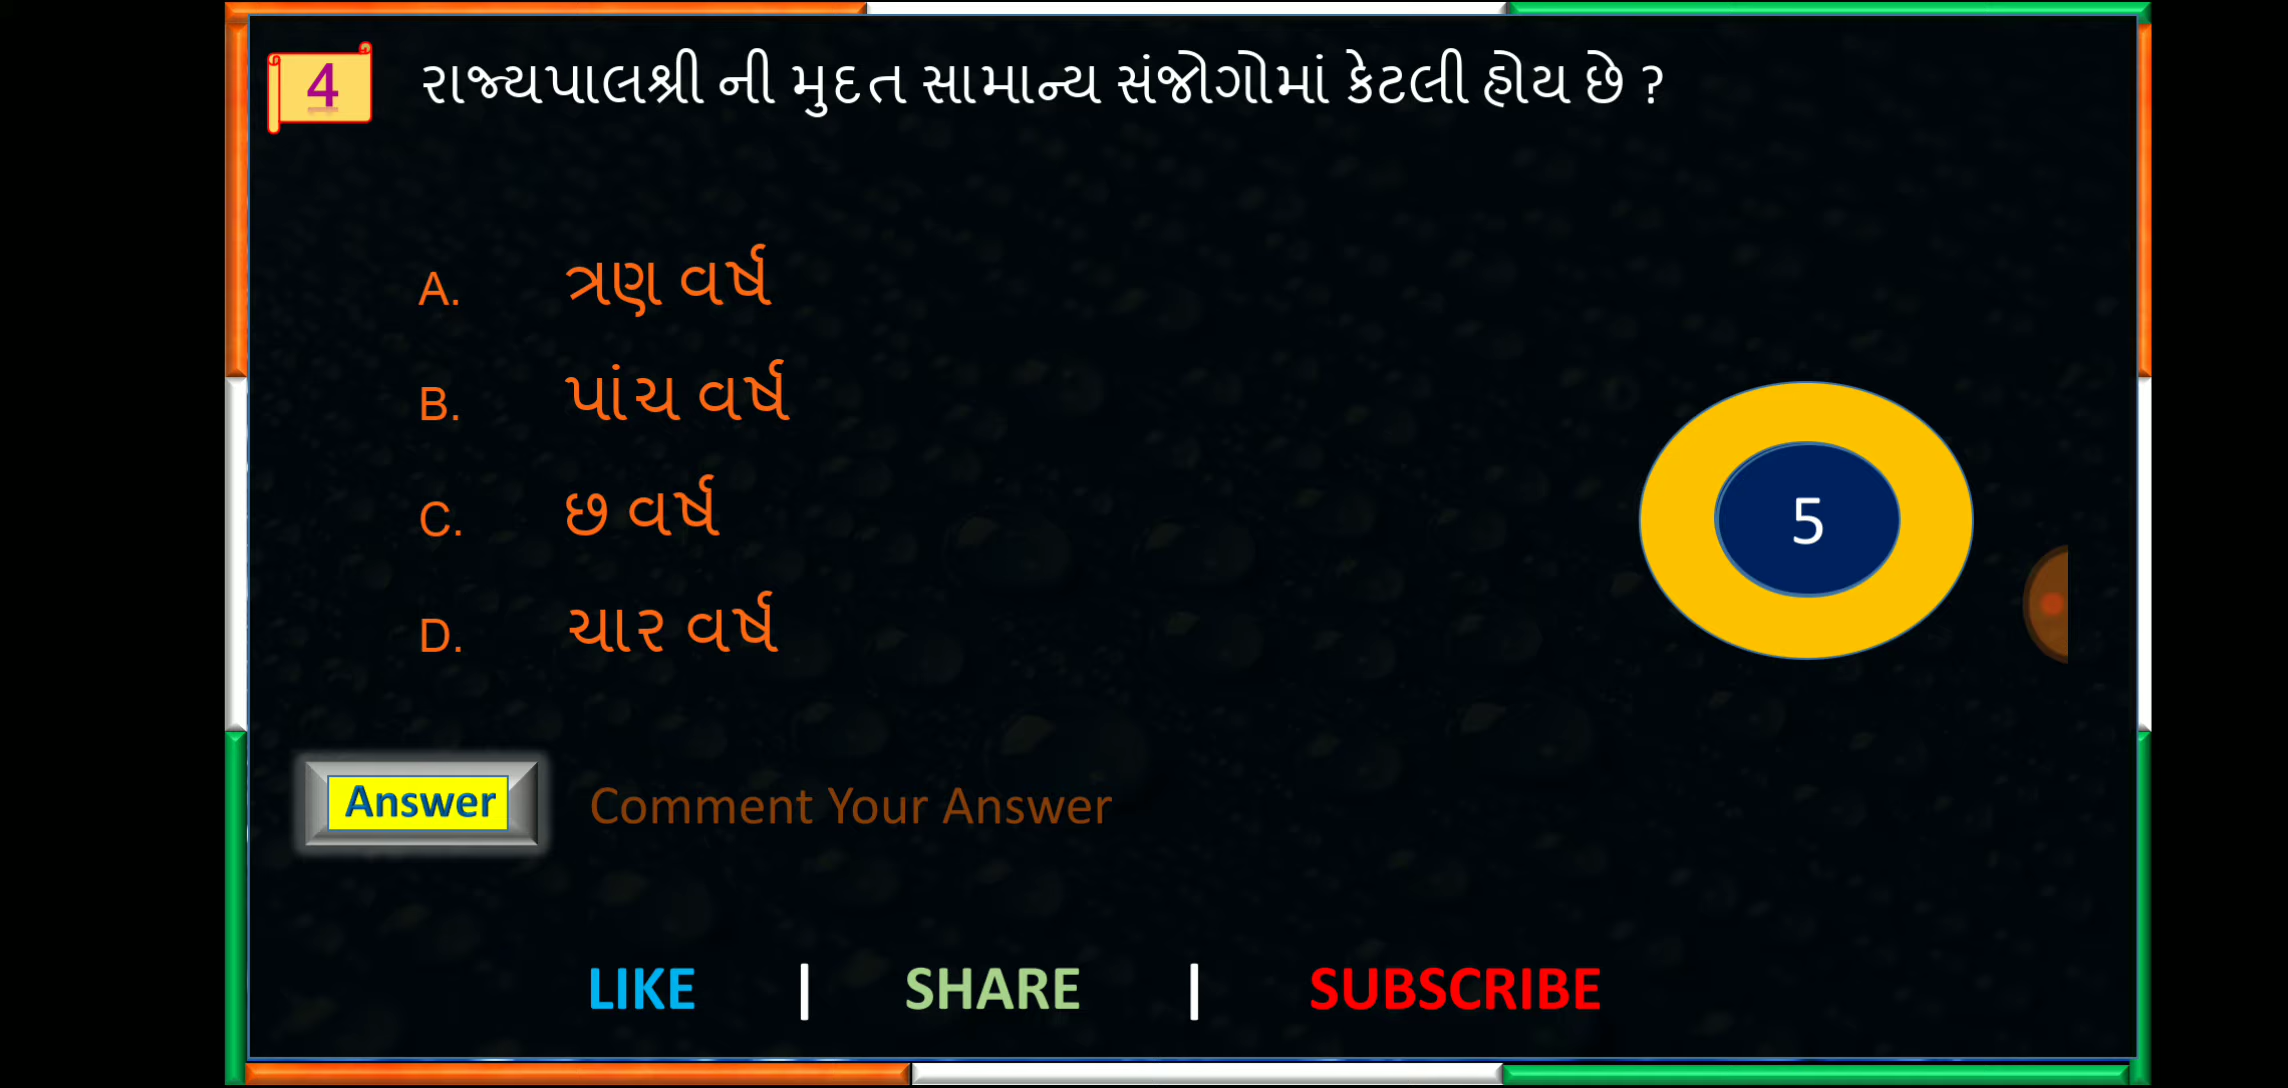 4 રાજ્યપાલશ્રી ની મુદત સામાન્ય સંજોગોમાં કેટલી હોય છે ?
A. ત્રણ વર્ષ
B. પાંચ વર્ષ
C. છ વર્ષ
D. ચાર વર્ષ
5
Answer Comment Your Answer
LIKE | SHARE | SUBSCRIBE